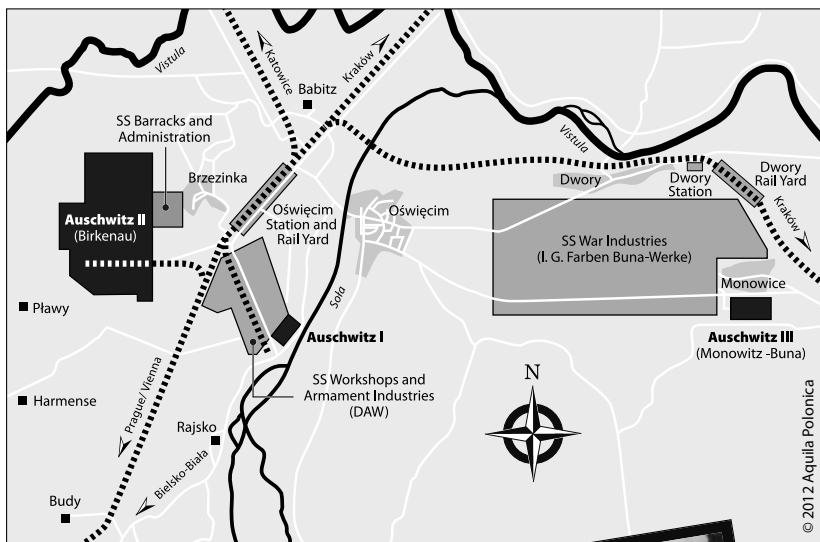 Vistula
Katowice
Kraków
Babitz
SS Barracks and
Administration
Brzezinka
Auschwitz II
(Birkenau)
Oświęcim
Station and
Rail Yard
Oświęcim
Vistula
Dwory
Dwory
Station
Dwory
Rail Yard
Kraków
SS War Industries
(I. G. Farben Buna-Werke)
Monowice
Auschwitz III
(Monowitz -Buna)
Soła
Pławy
Auschwitz I
SS Workshops and
Armament Industries
(DAW)
Harmense
Prague/ Vienna
Rajsko
Bielsko-Biała
Budy
N
© 2012 Aquila Polonica